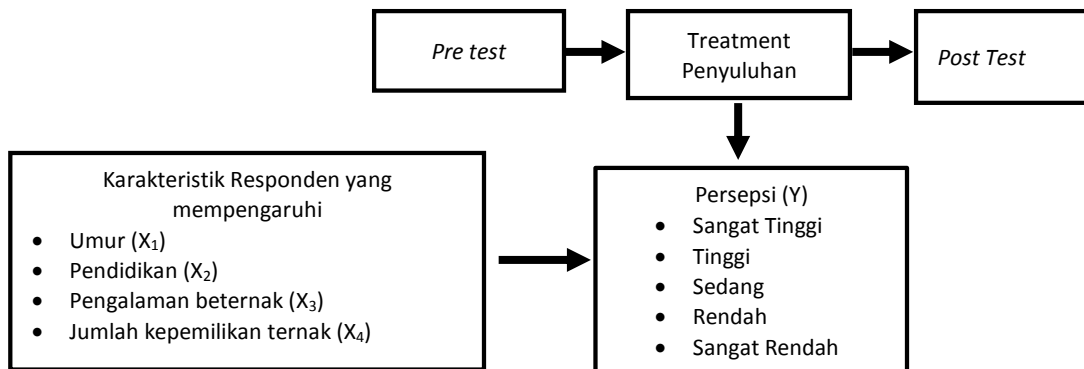 Pre test
Treatment
Penyuluhan
Post Test
Karakteristik Responden yang
mempengaruhi
• Umur (X₁)
• Pendidikan (X₂)
• Pengalaman beternak (X₃)
• Jumlah kepemilikan ternak (X₄)
Persepsi (Y)
• Sangat Tinggi
• Tinggi
• Sedang
• Rendah
• Sangat Rendah